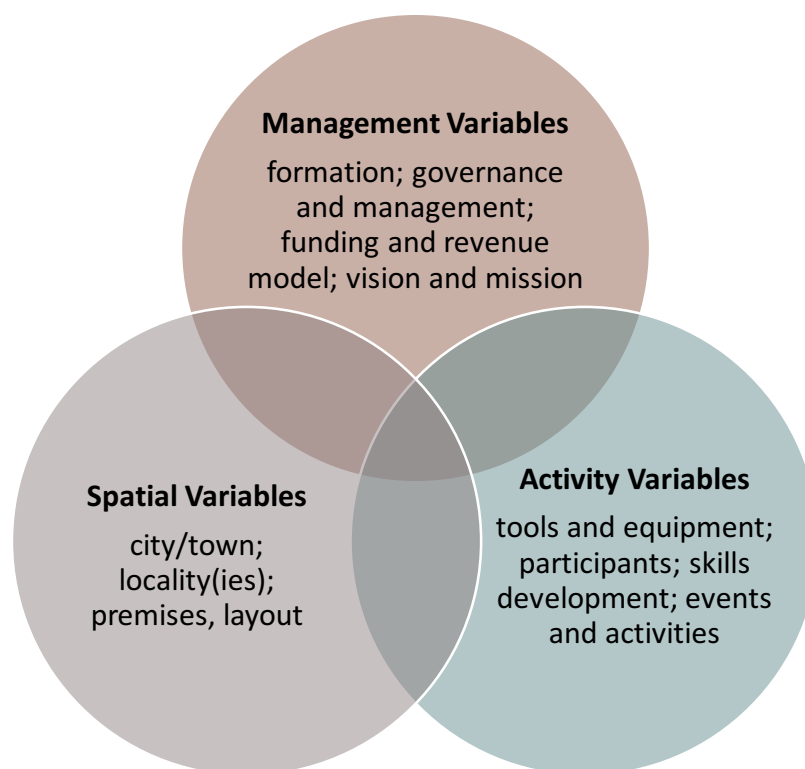 Management Variables
formation; governance
and management;
funding and revenue
model; vision and mission
Spatial Variables
city/town;
locality(ies);
premises, layout
Activity Variables
tools and equipment;
participants; skills
development; events
and activities